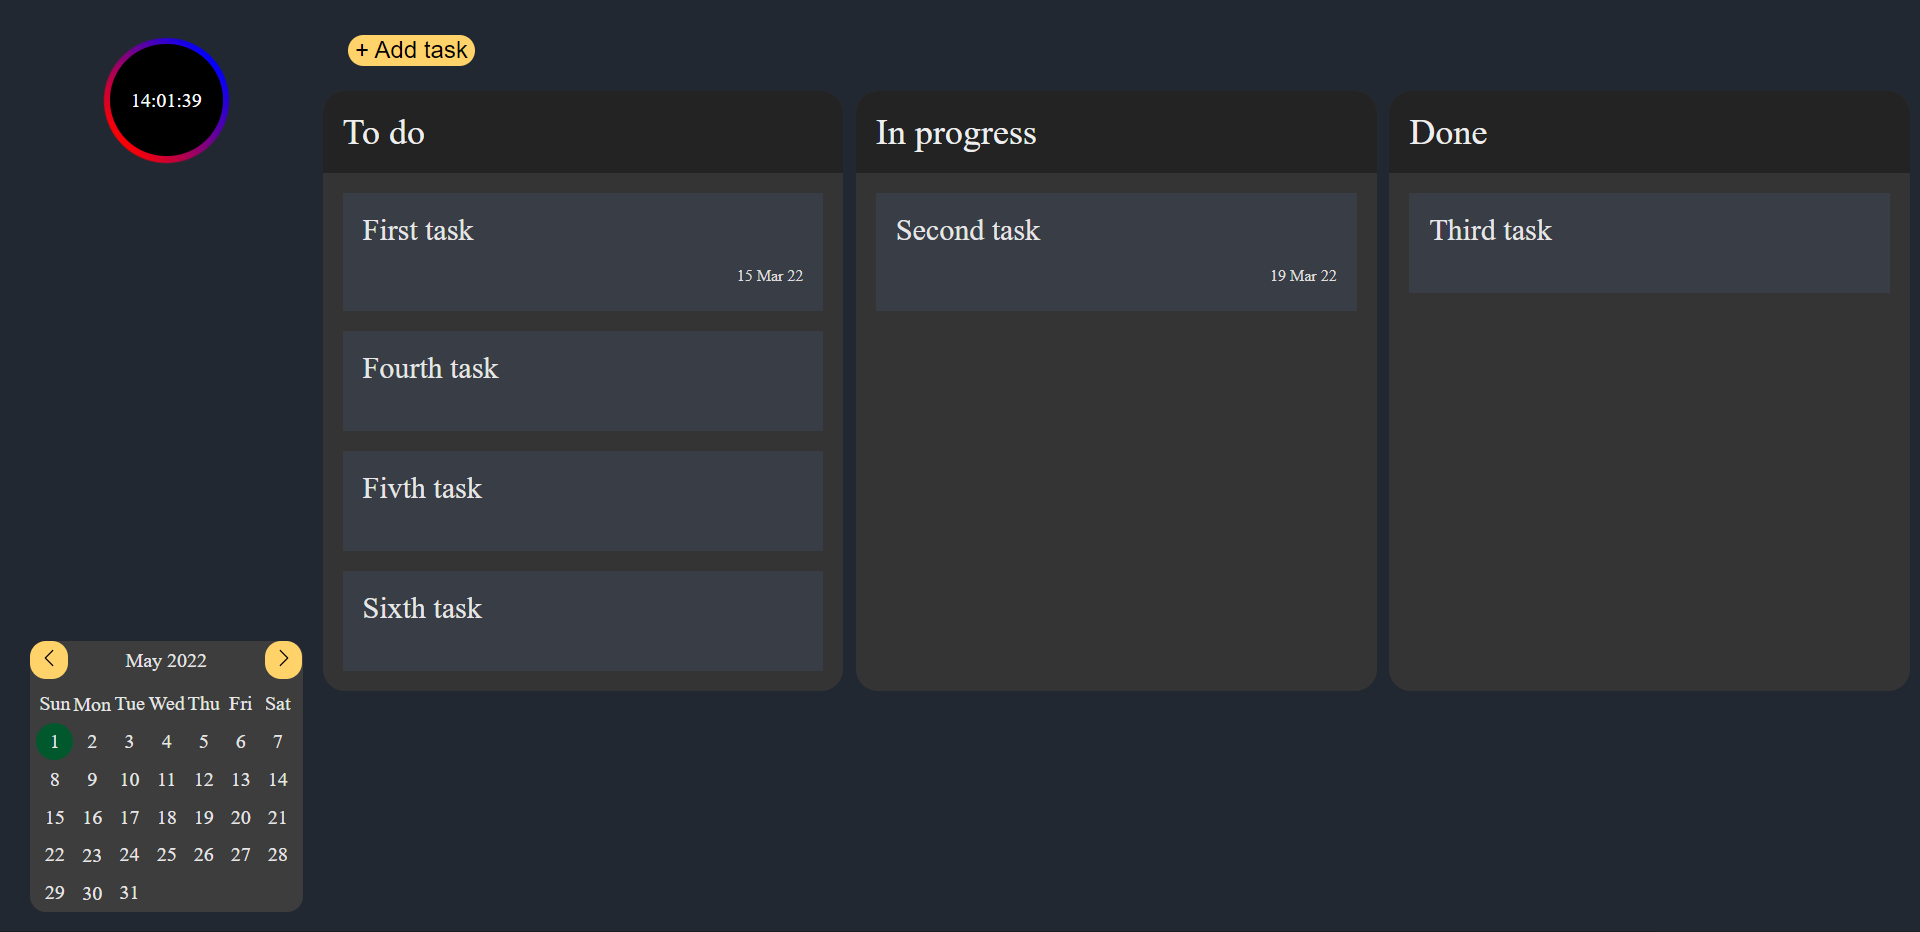 14:01:39
+ Add task
To do
First task
15 Mar 22
Fourth task
Fivth task
Sixth task
In progress
Second task
19 Mar 22
Done
Third task
< May 2022 >
Sun Mon Tue Wed Thu Fri Sat
1 2 3 4 5 6 7
8 9 10 11 12 13 14
15 16 17 18 19 20 21
22 23 24 25 26 27 28
29 30 31